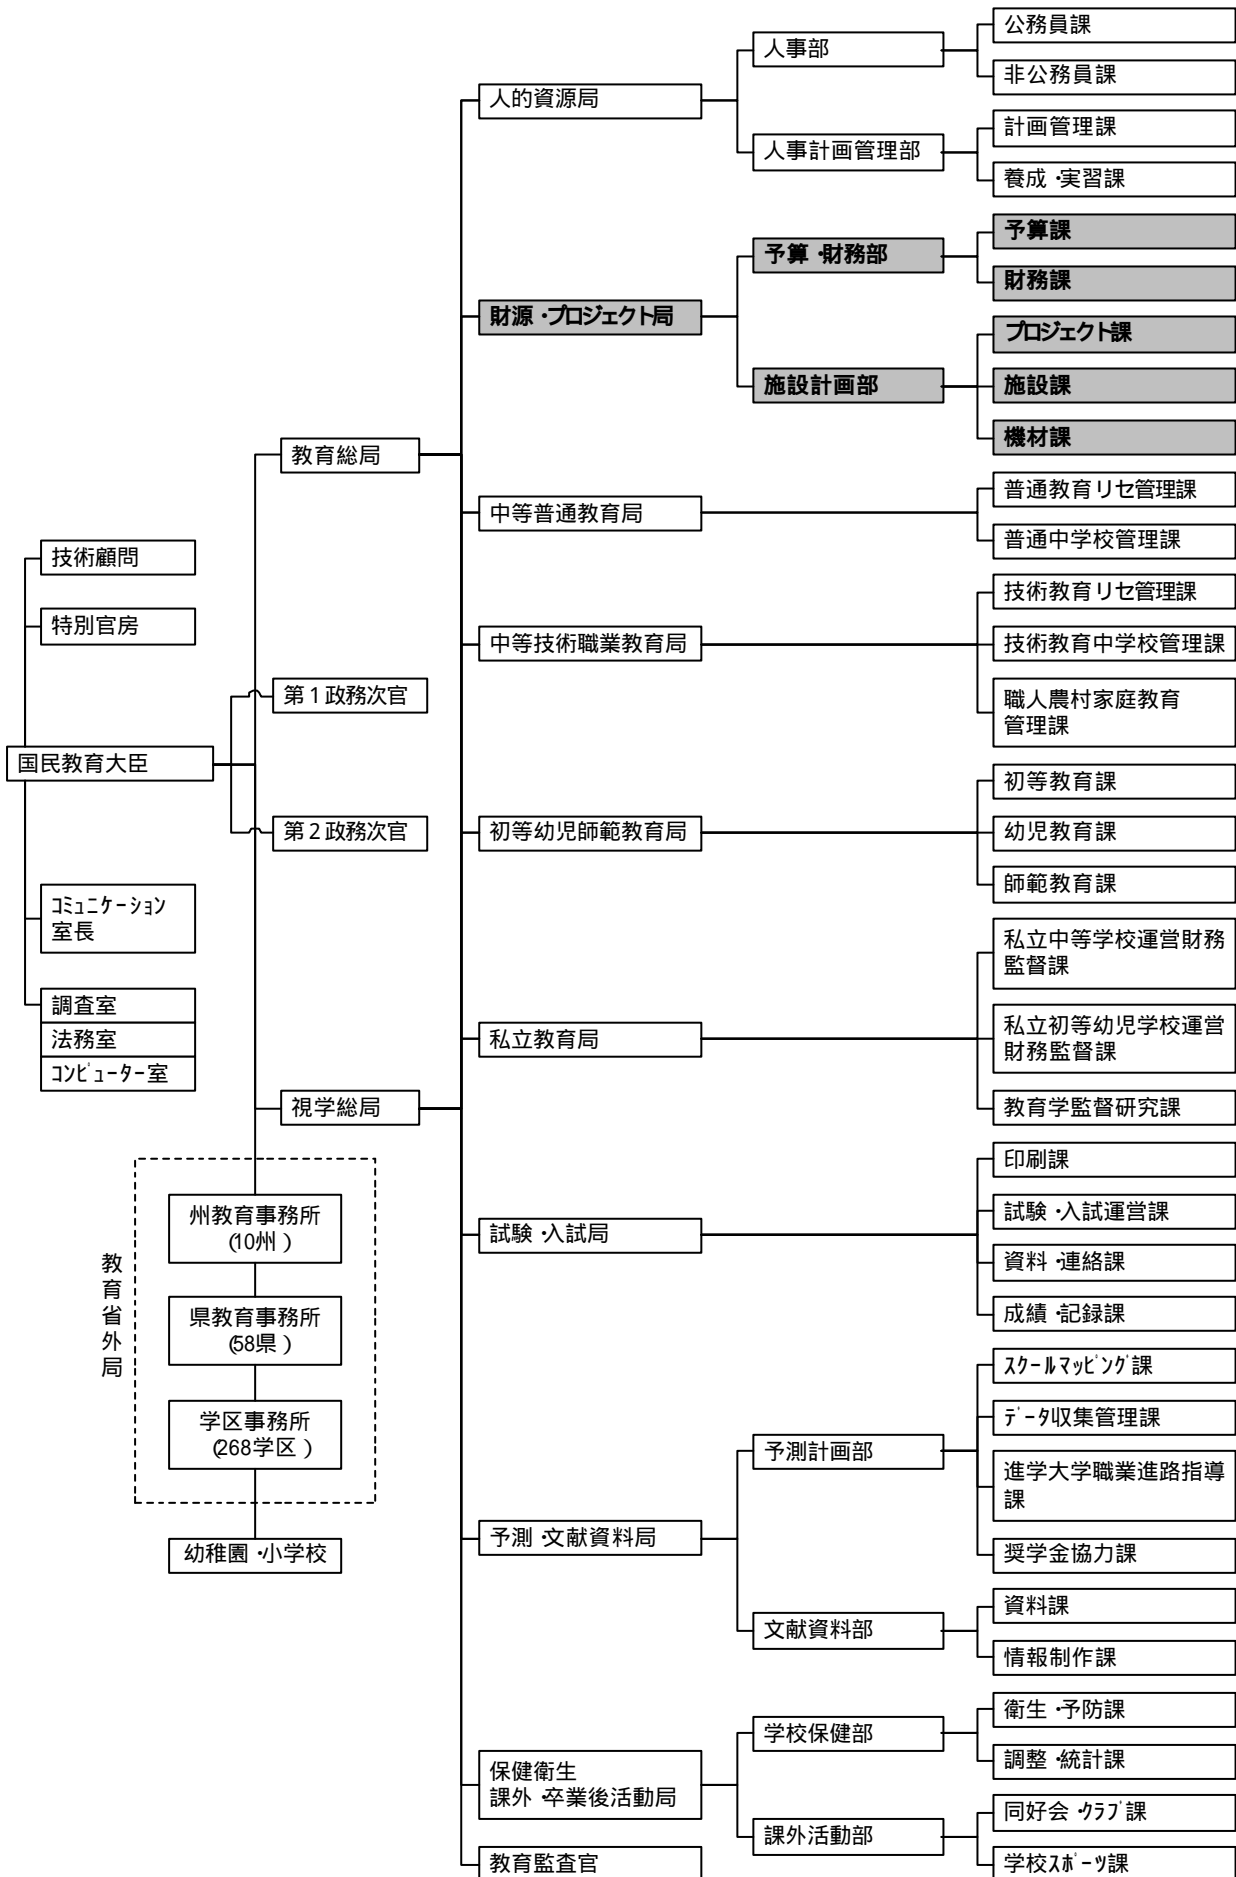 公務員課
人事部
非公務員課
人的資源局
計画管理課
人事計画管理部
養成・実習課
予算課
予算・財務部
財務課
財源・プロジェクト局
プロジェクト課
施設計画部
施設課
機材課
教育総局
普通教育リセ管理課
中等普通教育局
普通中学校管理課
技術顧問
特別官房
技術教育リセ管理課
中等技術職業教育局
技術教育中学校管理課
職人農村家庭教育
管理課
第1政務次官
国民教育大臣
第2政務次官
初等教育課
初等幼児師範教育局
幼児教育課
師範教育課
コミュニケーション
室長
調査室
法務室
コンピューター室
私立中等学校運営財務
監督課
私立教育局
私立初等幼児学校運営
財務監督課
教育学監督研究課
視学総局
教育省外局
州教育事務所
(10州)
県教育事務所
(58県)
学区事務所
(268学区)
幼稚園・小学校
印刷課
試験・入試局
試験・入試運営課
資料・連絡課
成績・記録課
スクールマッピング課
予測計画部
データ収集管理課
進学大学職業進路指導
課
奨学金協力課
予測・文献資料局
資料課
文献資料部
情報制作課
衛生・予防課
学校保健部
調整・統計課
保健衛生
課外・卒業後活動局
同好会・クラブ課
課外活動部
学校スポーツ課
教育監査官